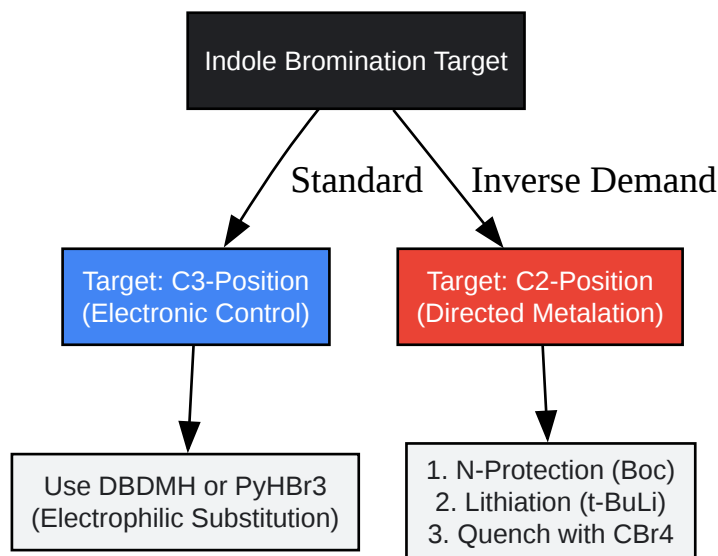 Indole Bromination Target
Standard
Inverse Demand
Target: C3-Position
(Electronic Control)
Target: C2-Position
(Directed Metalation)
Use DBDMH or PyHBr3
(Electrophilic Substitution)
1. N-Protection (Boc)
2. Lithiation (t-BuLi)
3. Quench with CBr4